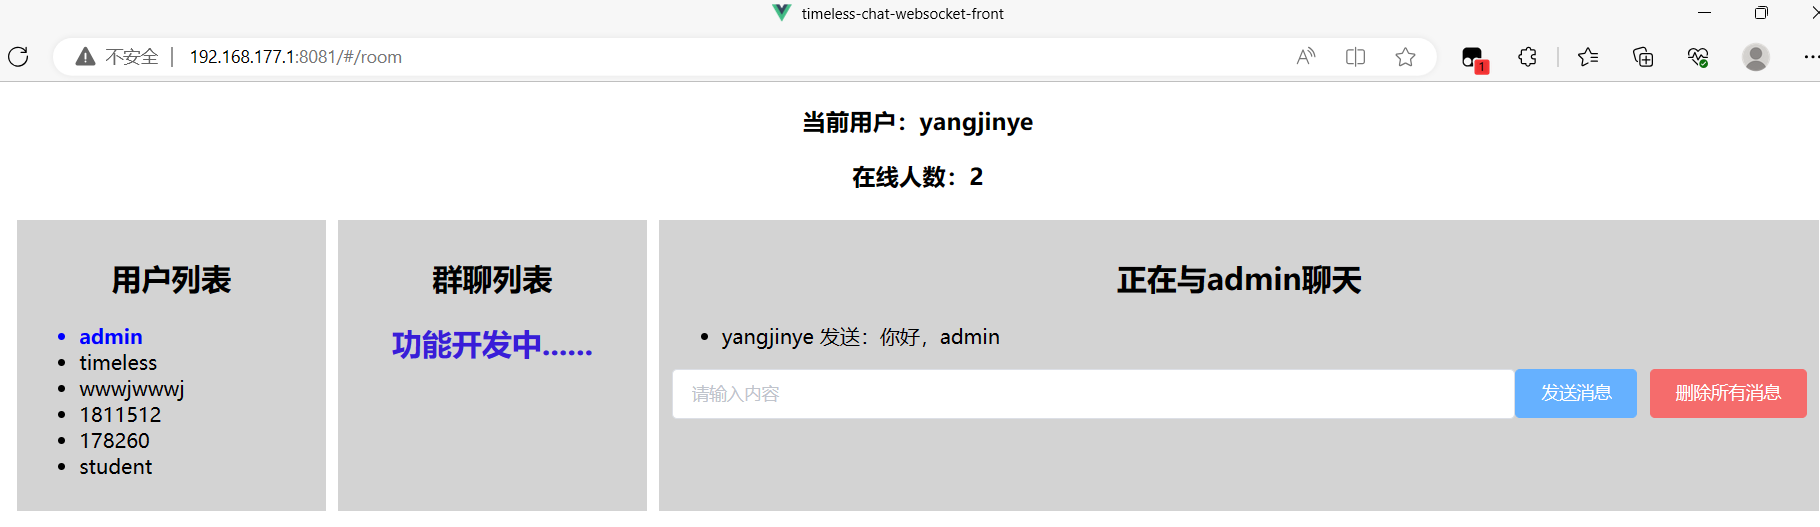 timeless-chat-websocket-front
不安全 | 192.168.177.1:8081/#/room
1
当前用户：yangjinye
在线人数：2
用户列表
admin
timeless
wwwjwwwj
1811512
178260
student
群聊列表
功能开发中......
正在与admin聊天
yangjinye 发送：你好，admin
请输入内容
发送消息
删除所有消息